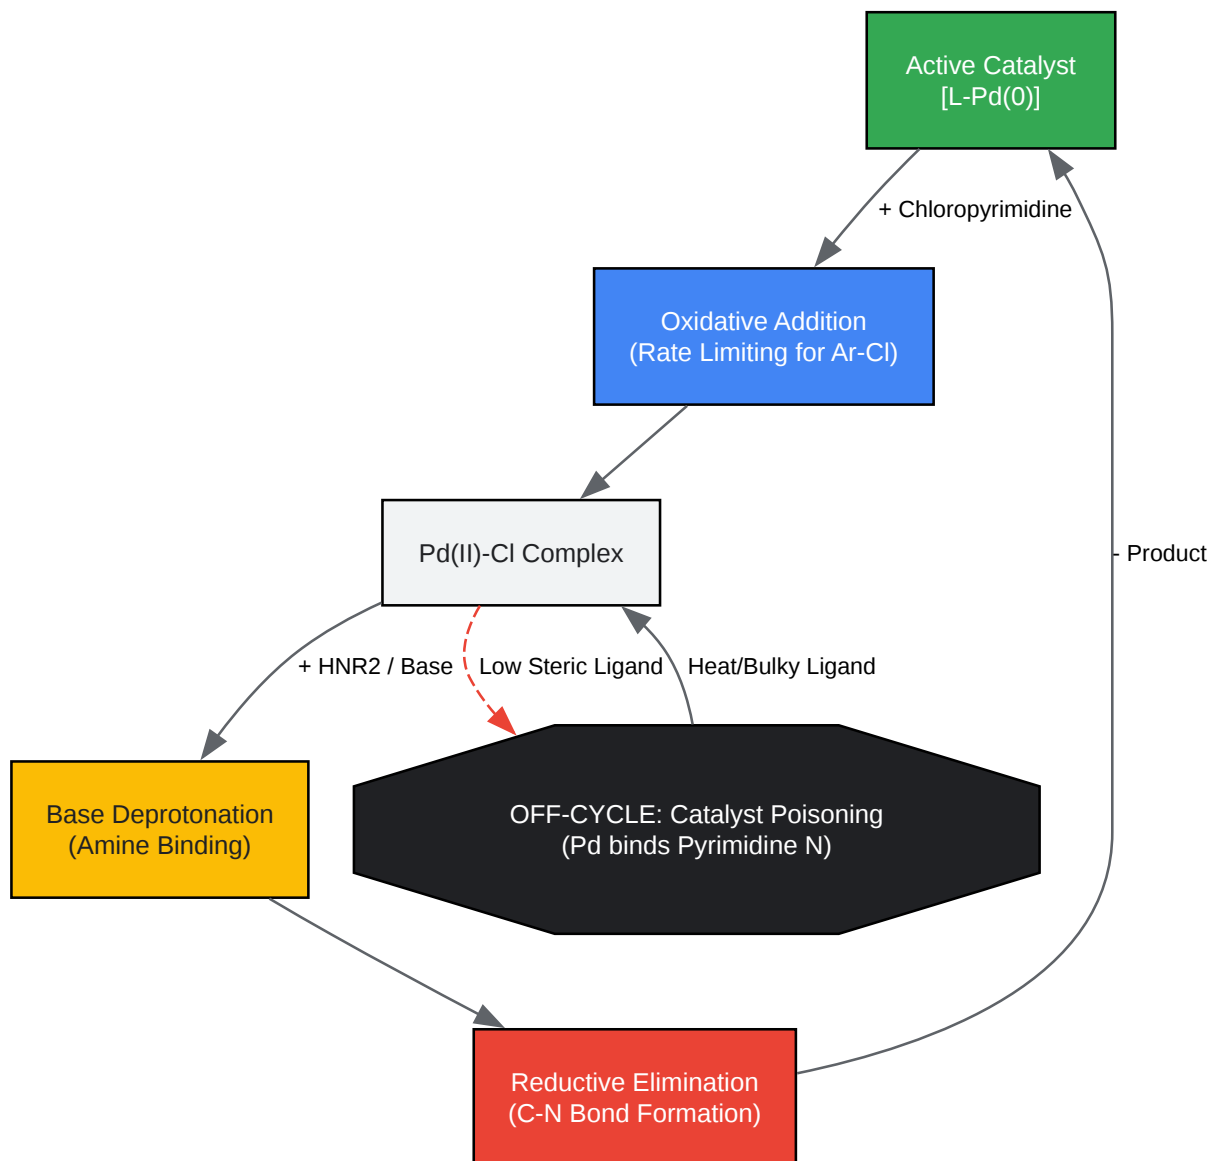 Active Catalyst
[L-Pd(0)]
+ Chloropyrimidine
Oxidative Addition
(Rate Limiting for Ar-Cl)
Pd(II)-Cl Complex
- Product
+ HNR2 / Base
Low Steric Ligand
Heat/Bulky Ligand
Base Deprotonation
(Amine Binding)
OFF-CYCLE: Catalyst Poisoning
(Pd binds Pyrimidine N)
Reductive Elimination
(C-N Bond Formation)